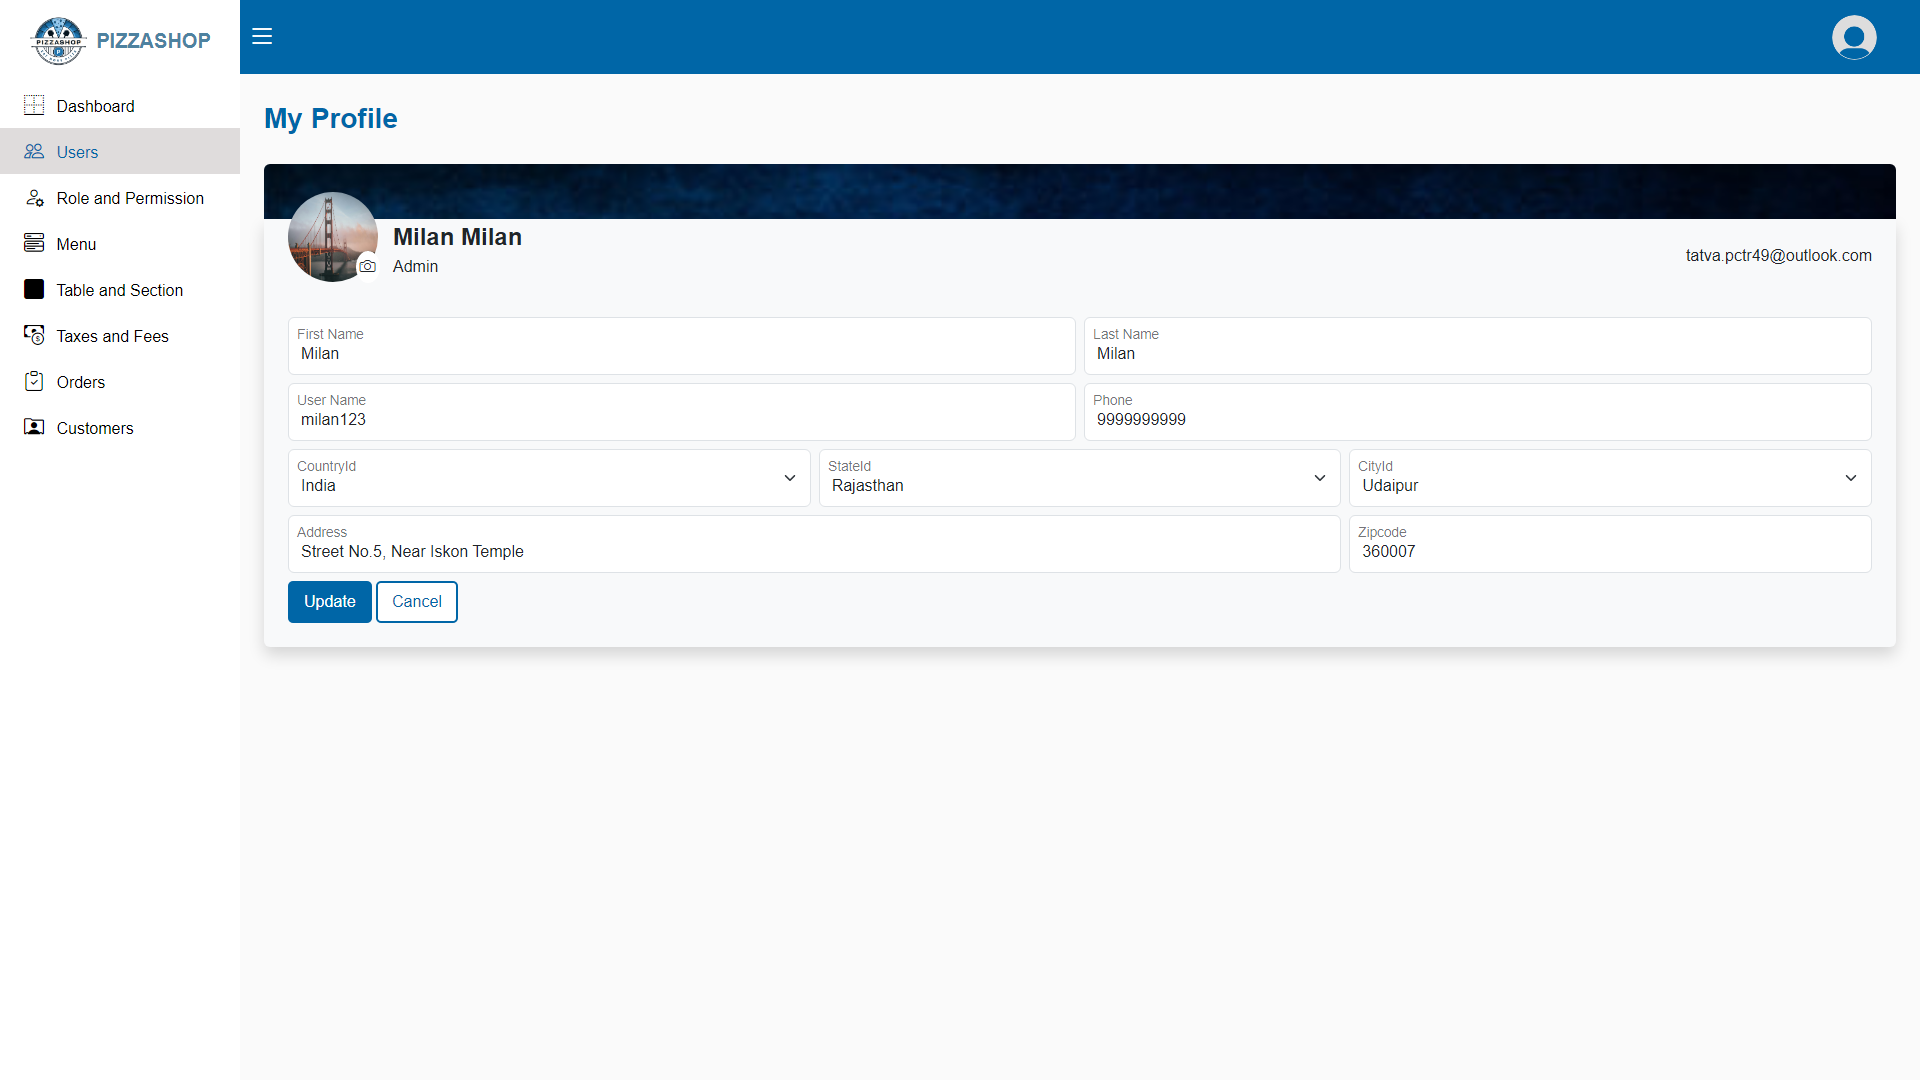 PIZZASHOP
PIZZASHOP
Dashboard
Users
Role and Permission
Menu
Table and Section
Taxes and Fees
Orders
Customers
My Profile
Milan Milan
Admin
tatva.pctr49@outlook.com
First Name
Milan
Last Name
Milan
User Name
milan123
Phone
9999999999
CountryId
India
StateId
Rajasthan
CityId
Udaipur
Address
Street No.5, Near Iskon Temple
Zipcode
360007
Update
Cancel